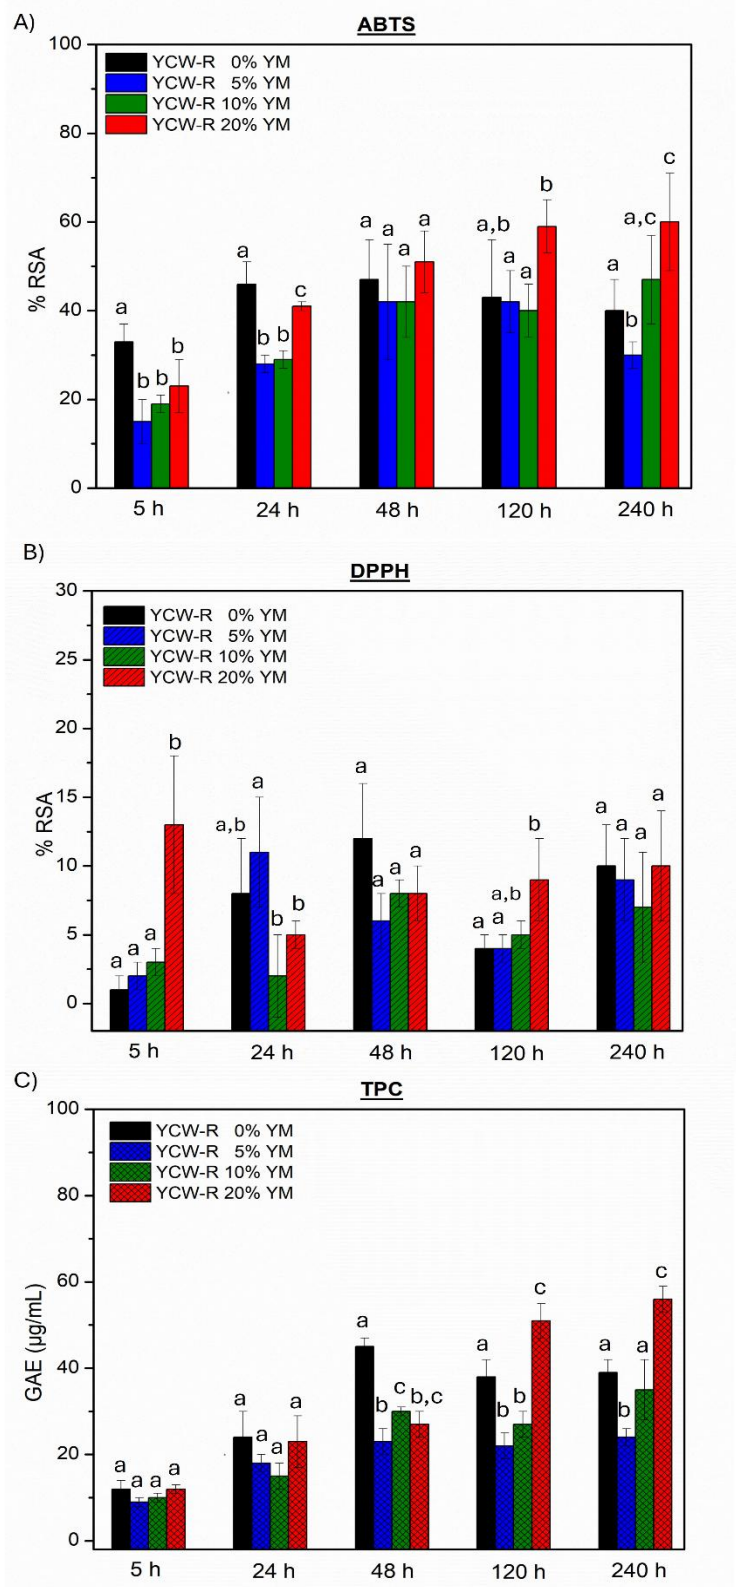 A)
ABTS
100
80
60
40
20
0
% RSA
YCW-R 0% YM
YCW-R 5% YM
YCW-R 10% YM
YCW-R 20% YM
a b b b
a b b c
a a a a
a,b a a b
a b a,c c
5 h 24 h 48 h 120 h 240 h
B)
DPPH
30
25
20
15
10
5
0
% RSA
YCW-R 0% YM
YCW-R 5% YM
YCW-R 10% YM
YCW-R 20% YM
a a a b
a,b a b b
a a a a
a a a,b b
a a a a
5 h 24 h 48 h 120 h 240 h
C)
TPC
100
80
60
40
20
0
GAE (µg/mL)
YCW-R 0% YM
YCW-R 5% YM
YCW-R 10% YM
YCW-R 20% YM
a a a a
a a a a
a b c b,c
a b b c
a b a c
5 h 24 h 48 h 120 h 240 h